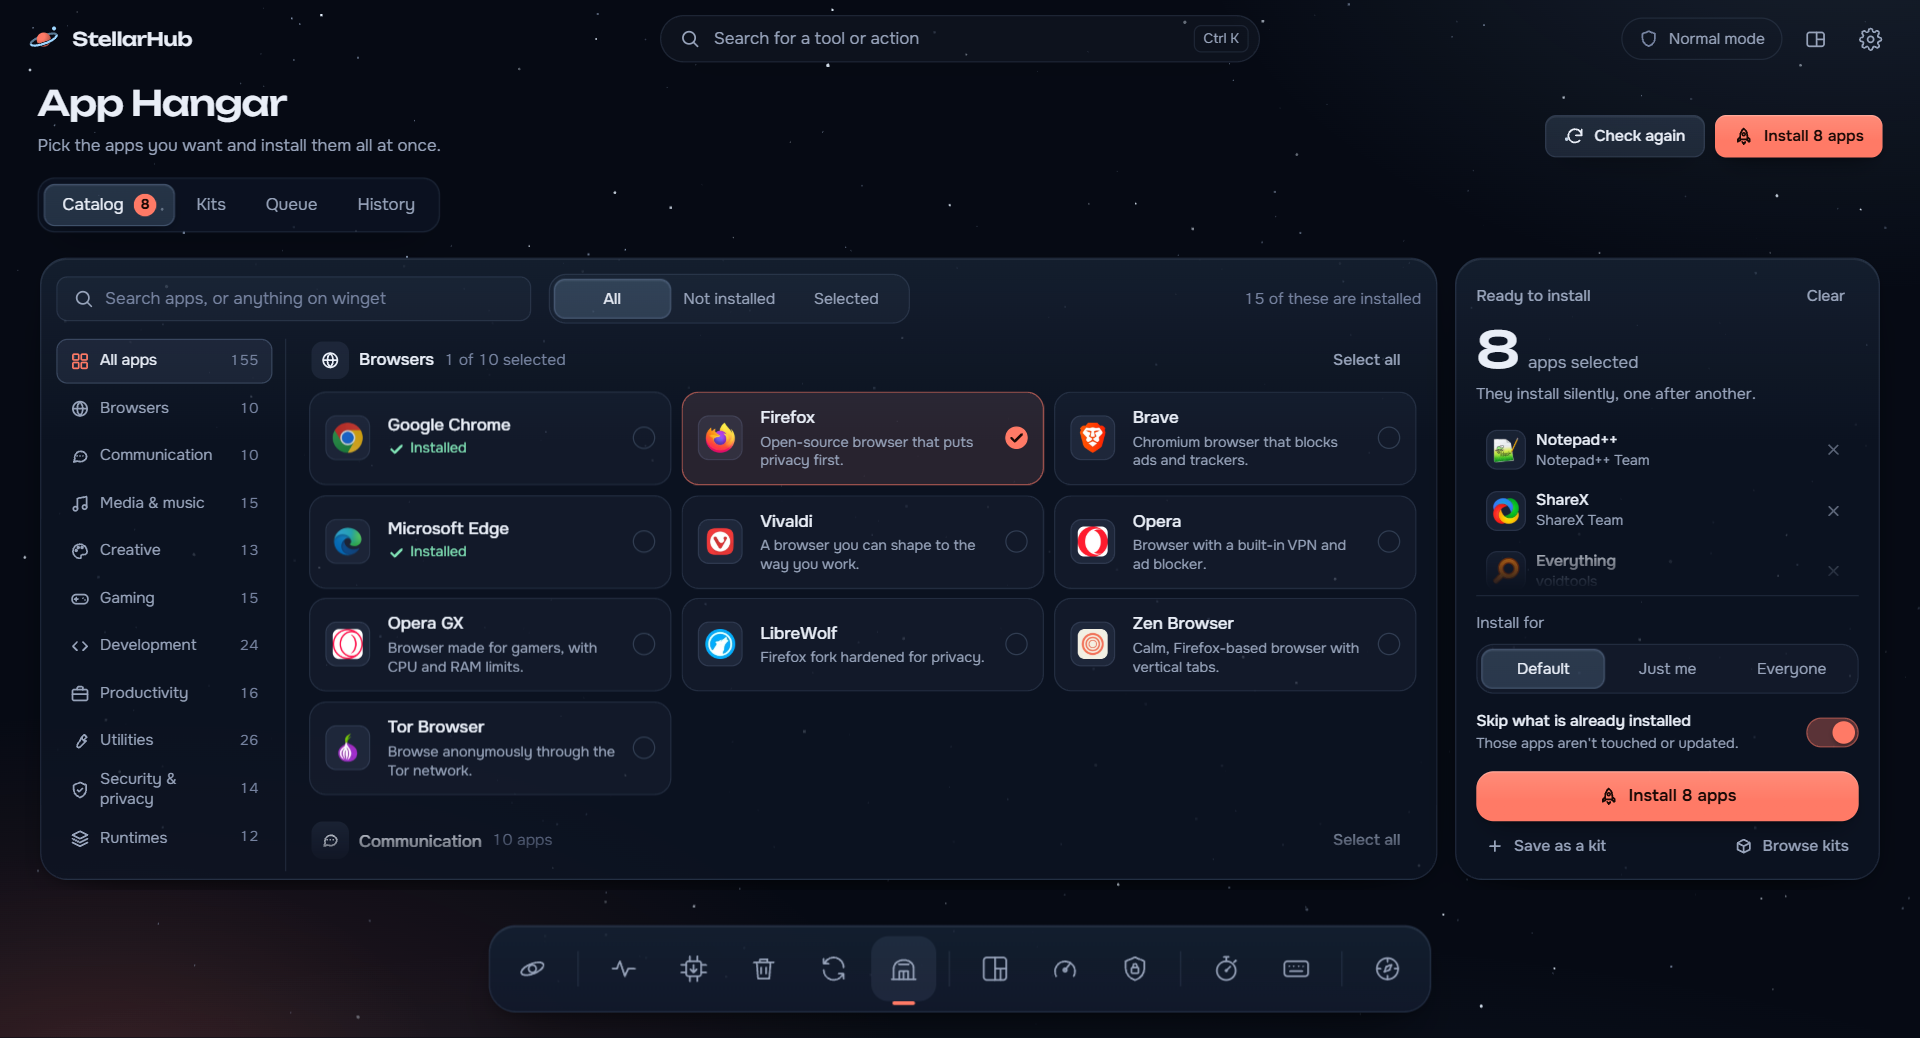 StellarHub
Search for a tool or action
Ctrl K
Normal mode
App Hangar
Pick the apps you want and install them all at once.
Check again
Install 8 apps
Catalog 8
Kits
Queue
History
Search apps, or anything on winget
All
Not installed
Selected
15 of these are installed
All apps 155
Browsers 10
Communication 10
Media & music 15
Creative 13
Gaming 15
Development 24
Productivity 16
Utilities 26
Security &
privacy 14
Runtimes 12
Browsers 1 of 10 selected
Select all
Google Chrome
Installed
Firefox
Open-source browser that puts
privacy first.
Brave
Chromium browser that blocks
ads and trackers.
Microsoft Edge
Installed
Vivaldi
A browser you can shape to the
way you work.
Opera
Browser with a built-in VPN and
ad blocker.
Opera GX
Browser made for gamers, with
CPU and RAM limits.
LibreWolf
Firefox fork hardened for privacy.
Zen Browser
Calm, Firefox-based browser with
vertical tabs.
Tor Browser
Browse anonymously through the
Tor network.
Communication 10 apps
Select all
Ready to install
Clear
8 apps selected
They install silently, one after another.
Notepad++
Notepad++ Team
ShareX
ShareX Team
Everything
voidtools
Install for
Default
Just me
Everyone
Skip what is already installed
Those apps aren't touched or updated.
Install 8 apps
Save as a kit
Browse kits